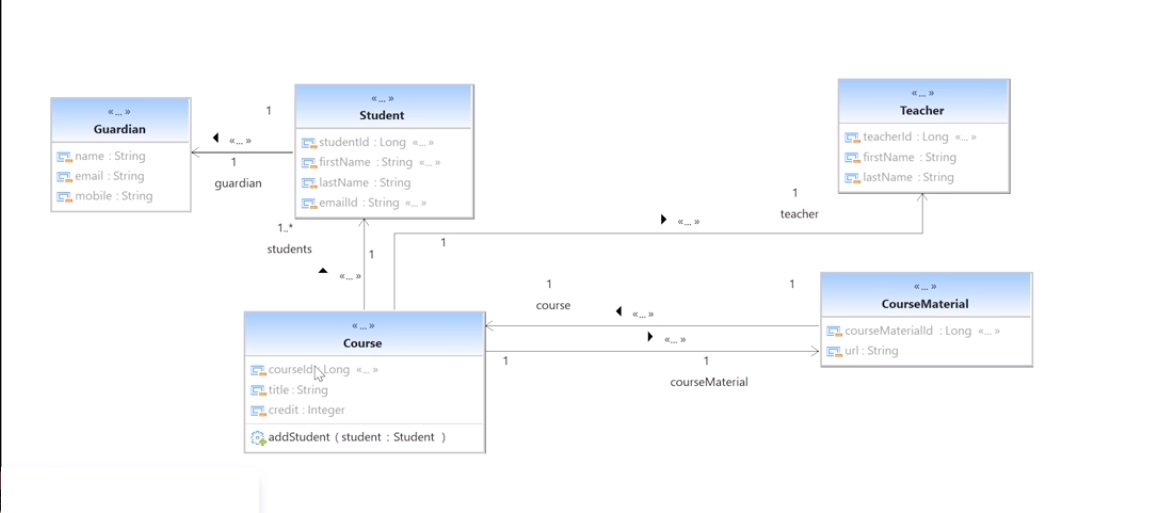 «... »
Guardian
name : String
email : String
mobile : String
1
«... »
1
guardian
«... »
Student
studentId : Long «... »
firstName : String «... »
lastName : String
emailId : String «... »
«... »
Teacher
teacherId : Long «... »
firstName : String
lastName : String
1..*
students
1
«... »
1
«... »
1
teacher
1
course
«... »
1
«... »
1
1
courseMaterial
«... »
CourseMaterial
courseMaterialId : Long «... »
url : String
«... »
Course
courseId : Long «... »
title : String
credit : Integer
addStudent ( student : Student )